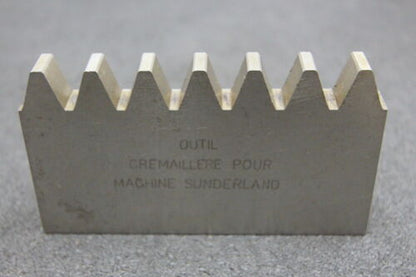 OUTIL
CREMAILLERE POUR
MACHINE SUNDERLAND